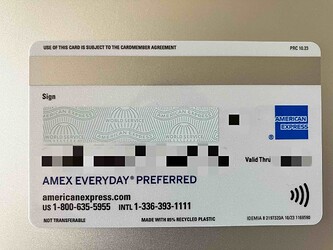 USE OF THIS CARD IS SUBJECT TO THE CARDMEMBER AGREEMENT
PRC 10.23
Sign
AMERICAN
EXPRESS
®
Valid Thru
AMEX EVERYDAY® PREFERRED
americanexpress.com
US 1-800-635-5955 INTL 1-336-393-1111
NOT TRANSFERABLE
MADE WITH 85% RECYCLED PLASTIC